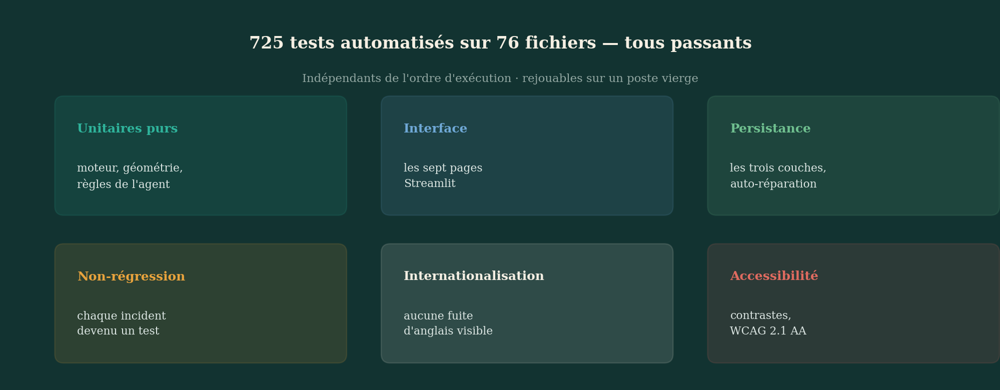 725 tests automatisés sur 76 fichiers — tous passants
Indépendants de l'ordre d'exécution · rejouables sur un poste vierge
Unitaires purs
moteur, géométrie,
règles de l'agent
Interface
les sept pages
Streamlit
Persistance
les trois couches,
auto-réparation
Non-régression
chaque incident
devenu un test
Internationalisation
aucune fuite
d'anglais visible
Accessibilité
contrastes,
WCAG 2.1 AA